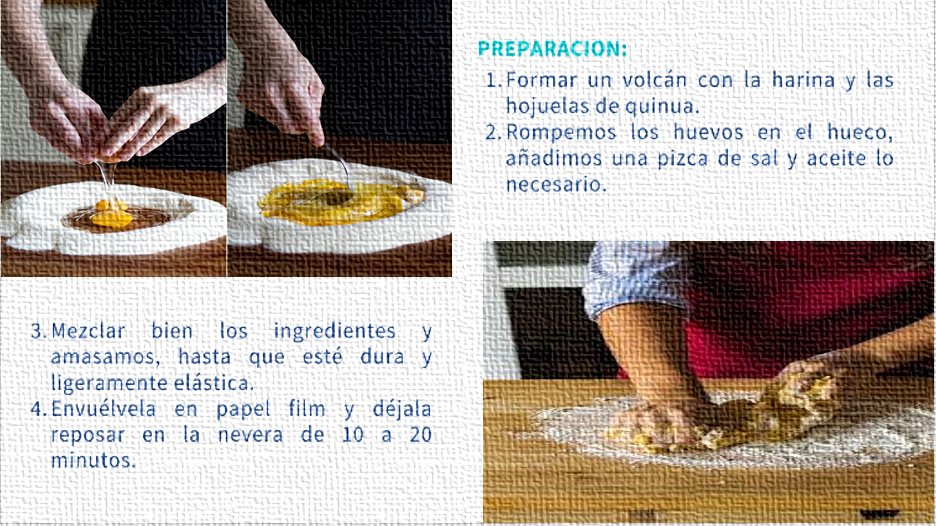 PREPARACION:
1. Formar un volcán con la harina y las
hojuelas de quinua.
2. Rompemos los huevos en el hueco,
añadimos una pizca de sal y aceite lo
necesario.
3. Mezclar bien los ingredientes y
amasamos, hasta que esté dura y
ligeramente elástica.
4. Envuélvela en papel film y déjala
reposar en la nevera de 10 a 20
minutos.